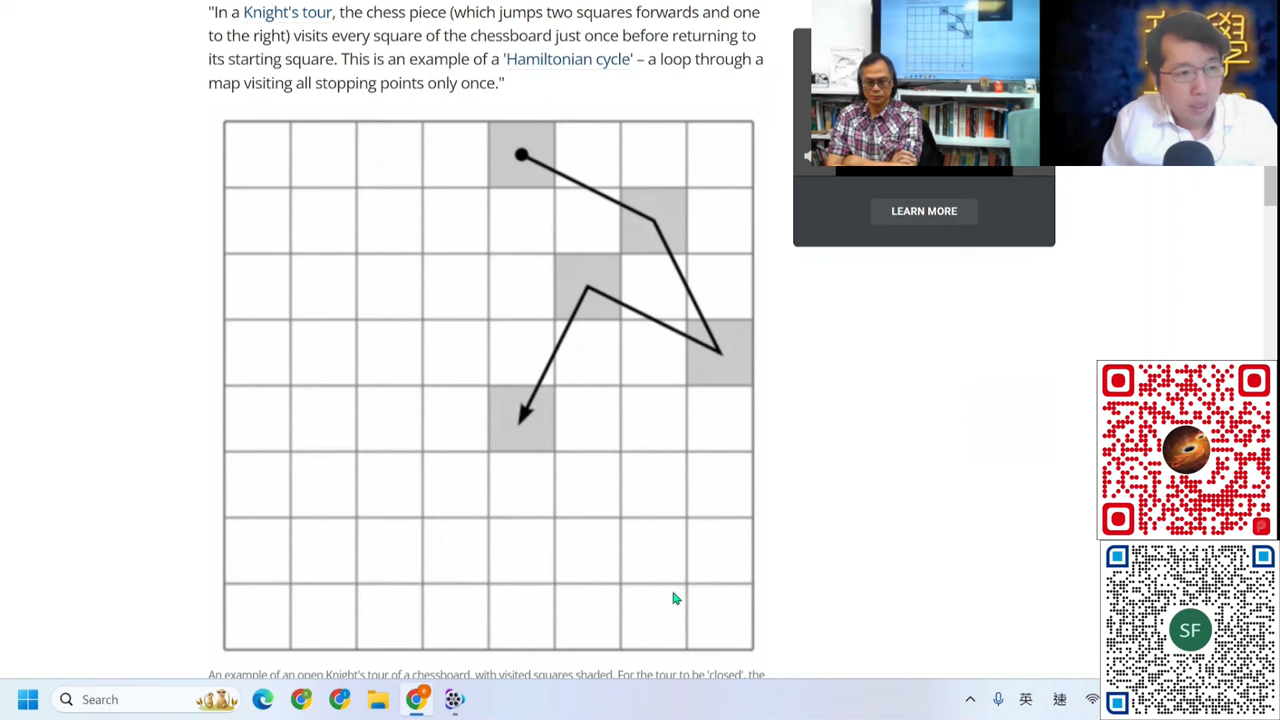 "In a Knight's tour, the chess piece (which jumps two squares forwards and one
to the right) visits every square of the chessboard just once before returning to
its starting square. This is an example of a 'Hamiltonian cycle' – a loop through a
map visiting all stopping points only once."
LEARN MORE
An example of an open Knight's tour of a chessboard, with visited squares shaded. For the tour to be 'closed', the
SF
Search
英
速